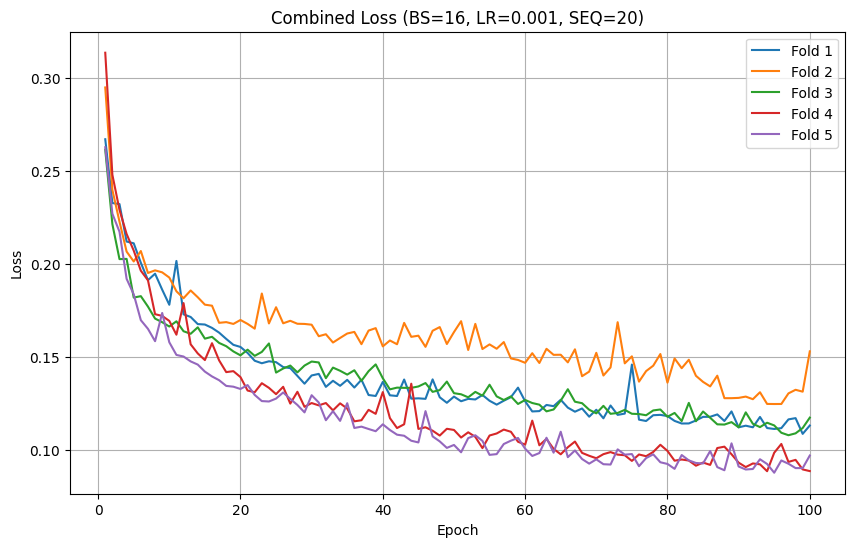 Combined Loss (BS=16, LR=0.001, SEQ=20)
Fold 1
Fold 2
Fold 3
Fold 4
Fold 5
Loss
0.30
0.25
0.20
0.15
0.10
0 20 40 60 80 100
Epoch